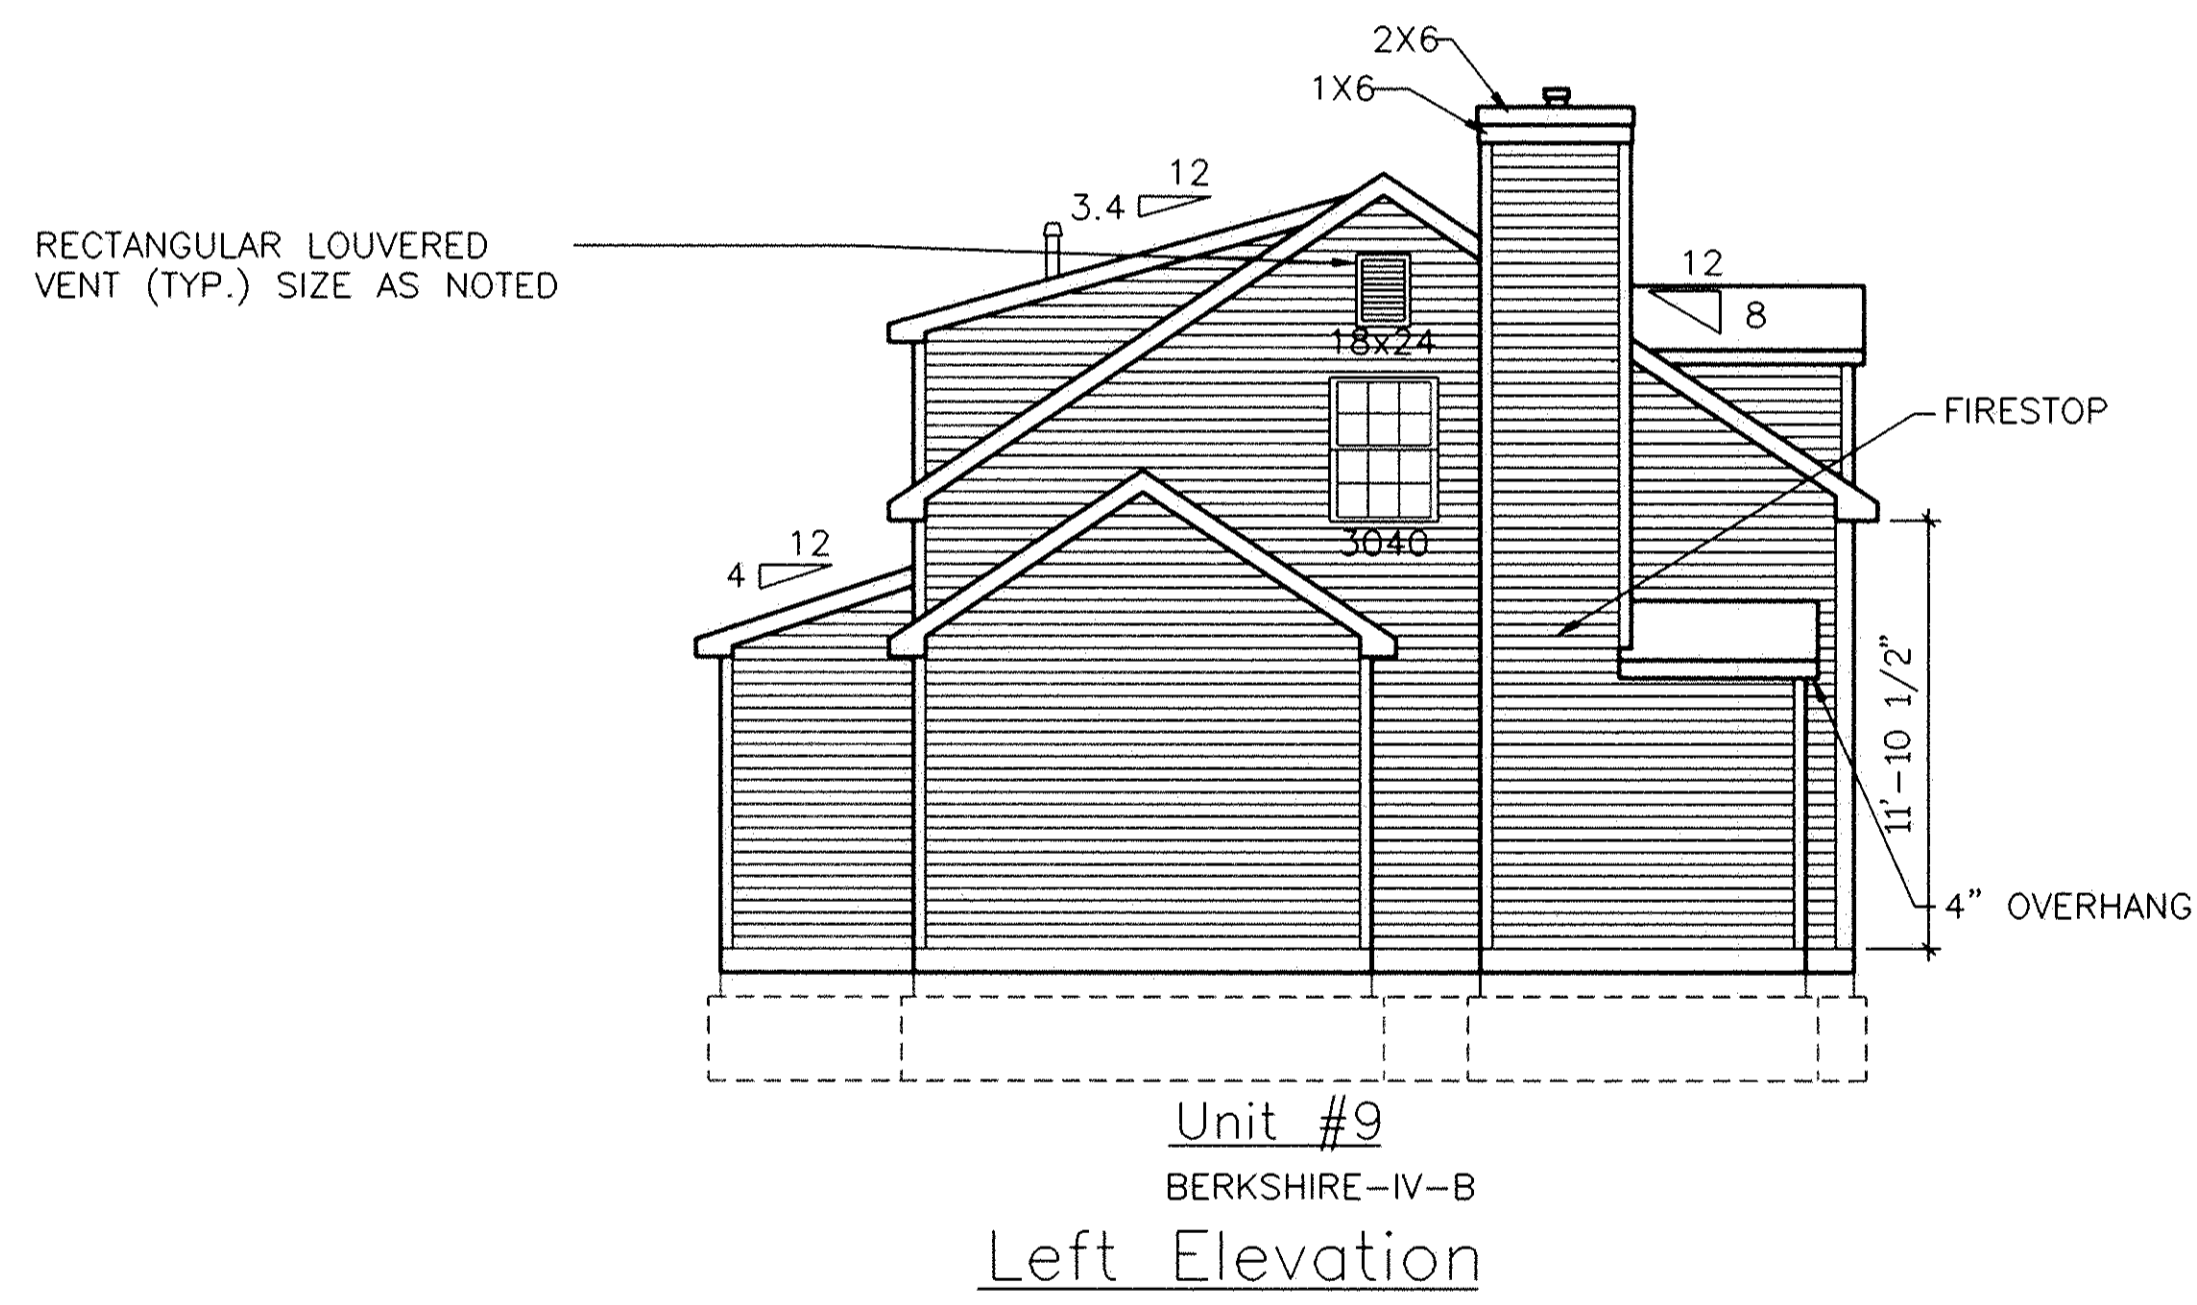 2X6
1X6
12
3.4
RECTANGULAR LOUVERED
VENT (TYP.) SIZE AS NOTED
12
8
18x24
FIRESTOP
3040
12
4
11'-10 1/2"
4" OVERHANG
Unit #9
BERKSHIRE-IV-B
Left Elevation